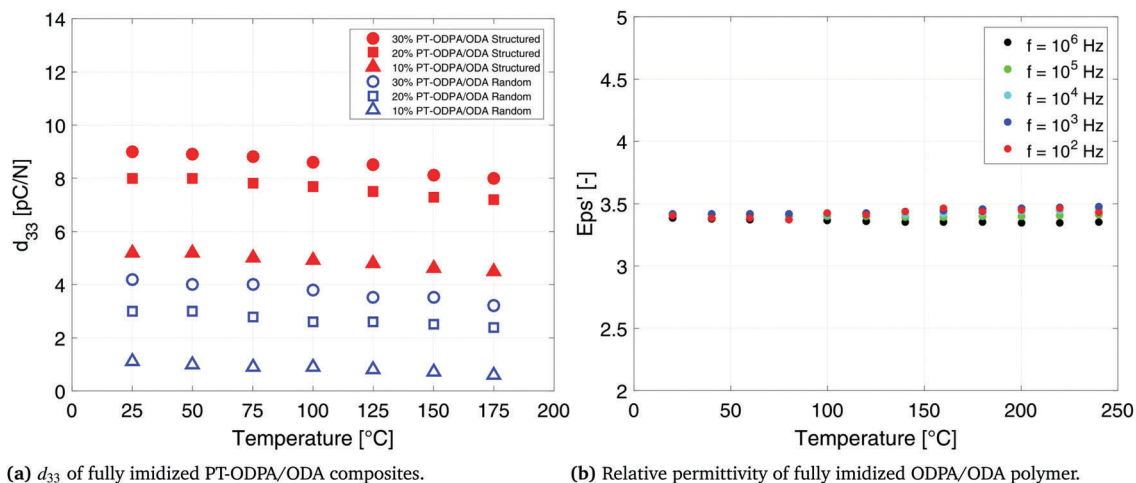 14
12
10
8
6
4
2
0
d33 [pC/N]
30% PT-ODPA/ODA Structured
20% PT-ODPA/ODA Structured
10% PT-ODPA/ODA Structured
30% PT-ODPA/ODA Random
20% PT-ODPA/ODA Random
10% PT-ODPA/ODA Random
0 25 50 75 100 125 150 175 200
Temperature [°C]
(a) d33 of fully imidized PT-ODPA/ODA composites.
5
4.5
4
3.5
3
2.5
2
Eps' [-]
f = 10^6 Hz
f = 10^5 Hz
f = 10^4 Hz
f = 10^3 Hz
f = 10^2 Hz
0 50 100 150 200 250
Temperature [°C]
(b) Relative permittivity of fully imidized ODPA/ODA polymer.